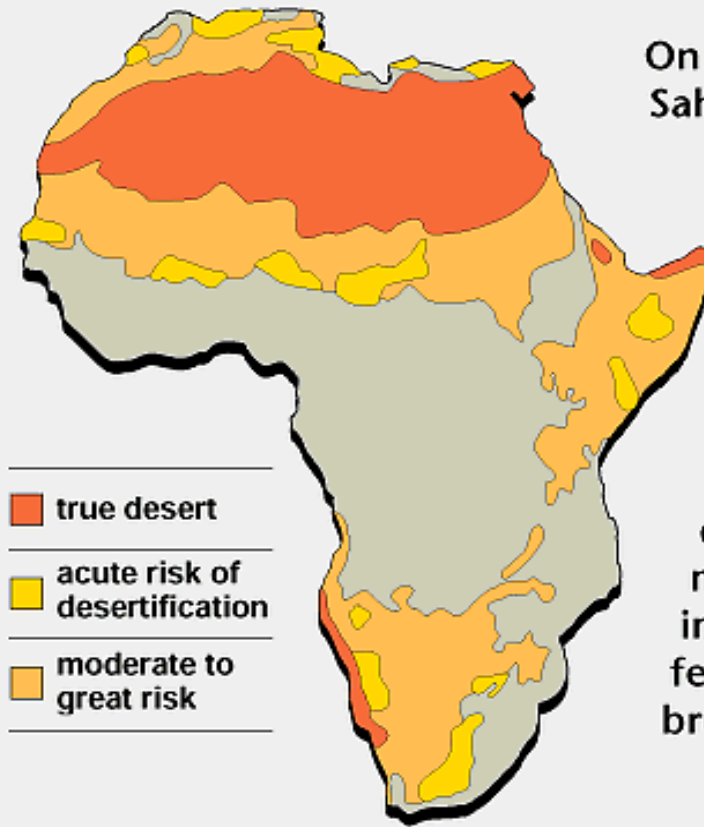 On
Sah
true desert
acute risk of
desertification
moderate to
great risk
in
fe
br